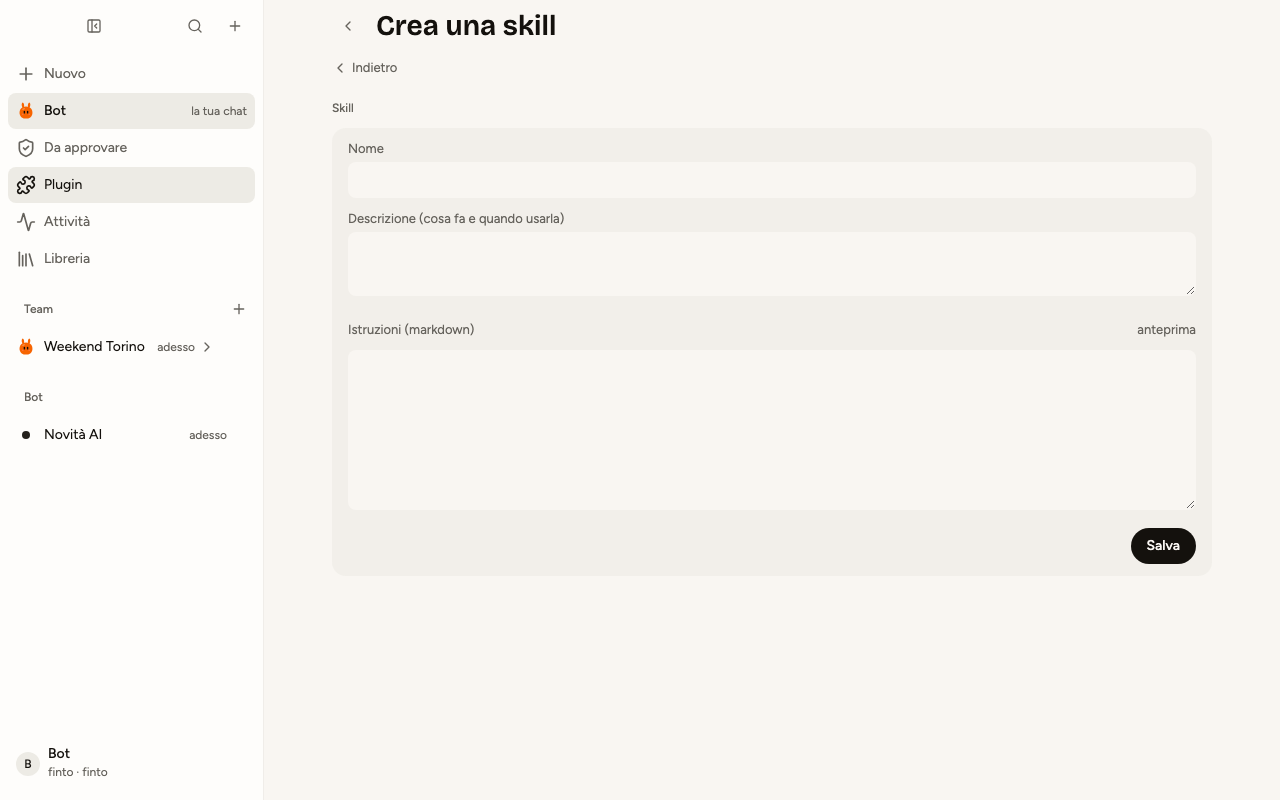 Crea una skill
Nuovo
Bot la tua chat
Da approvare
Plugin
Attività
Libreria
Team
Weekend Torino adesso
Bot
Novità AI adesso
B
Bot
finto · finto
Indietro
Skill
Nome
Descrizione (cosa fa e quando usarla)
Istruzioni (markdown) anteprima
Salva